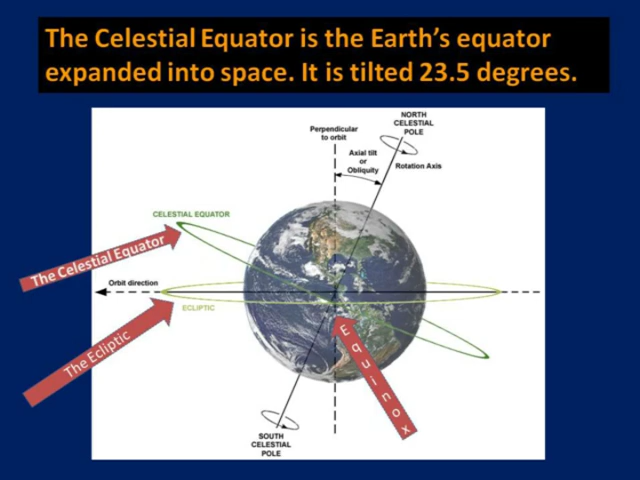 The Celestial Equator is the Earth's equator
expanded into space. It is tilted 23.5 degrees.
NORTH
CELESTIAL
POLE
Perpendicular
to orbit
Axial tilt
or
Obliquity
Rotation Axis
CELESTIAL EQUATOR
The Celestial Equator
Orbit direction
ECLIPTIC
The Ecliptic
Equinox
SOUTH
CELESTIAL
POLE